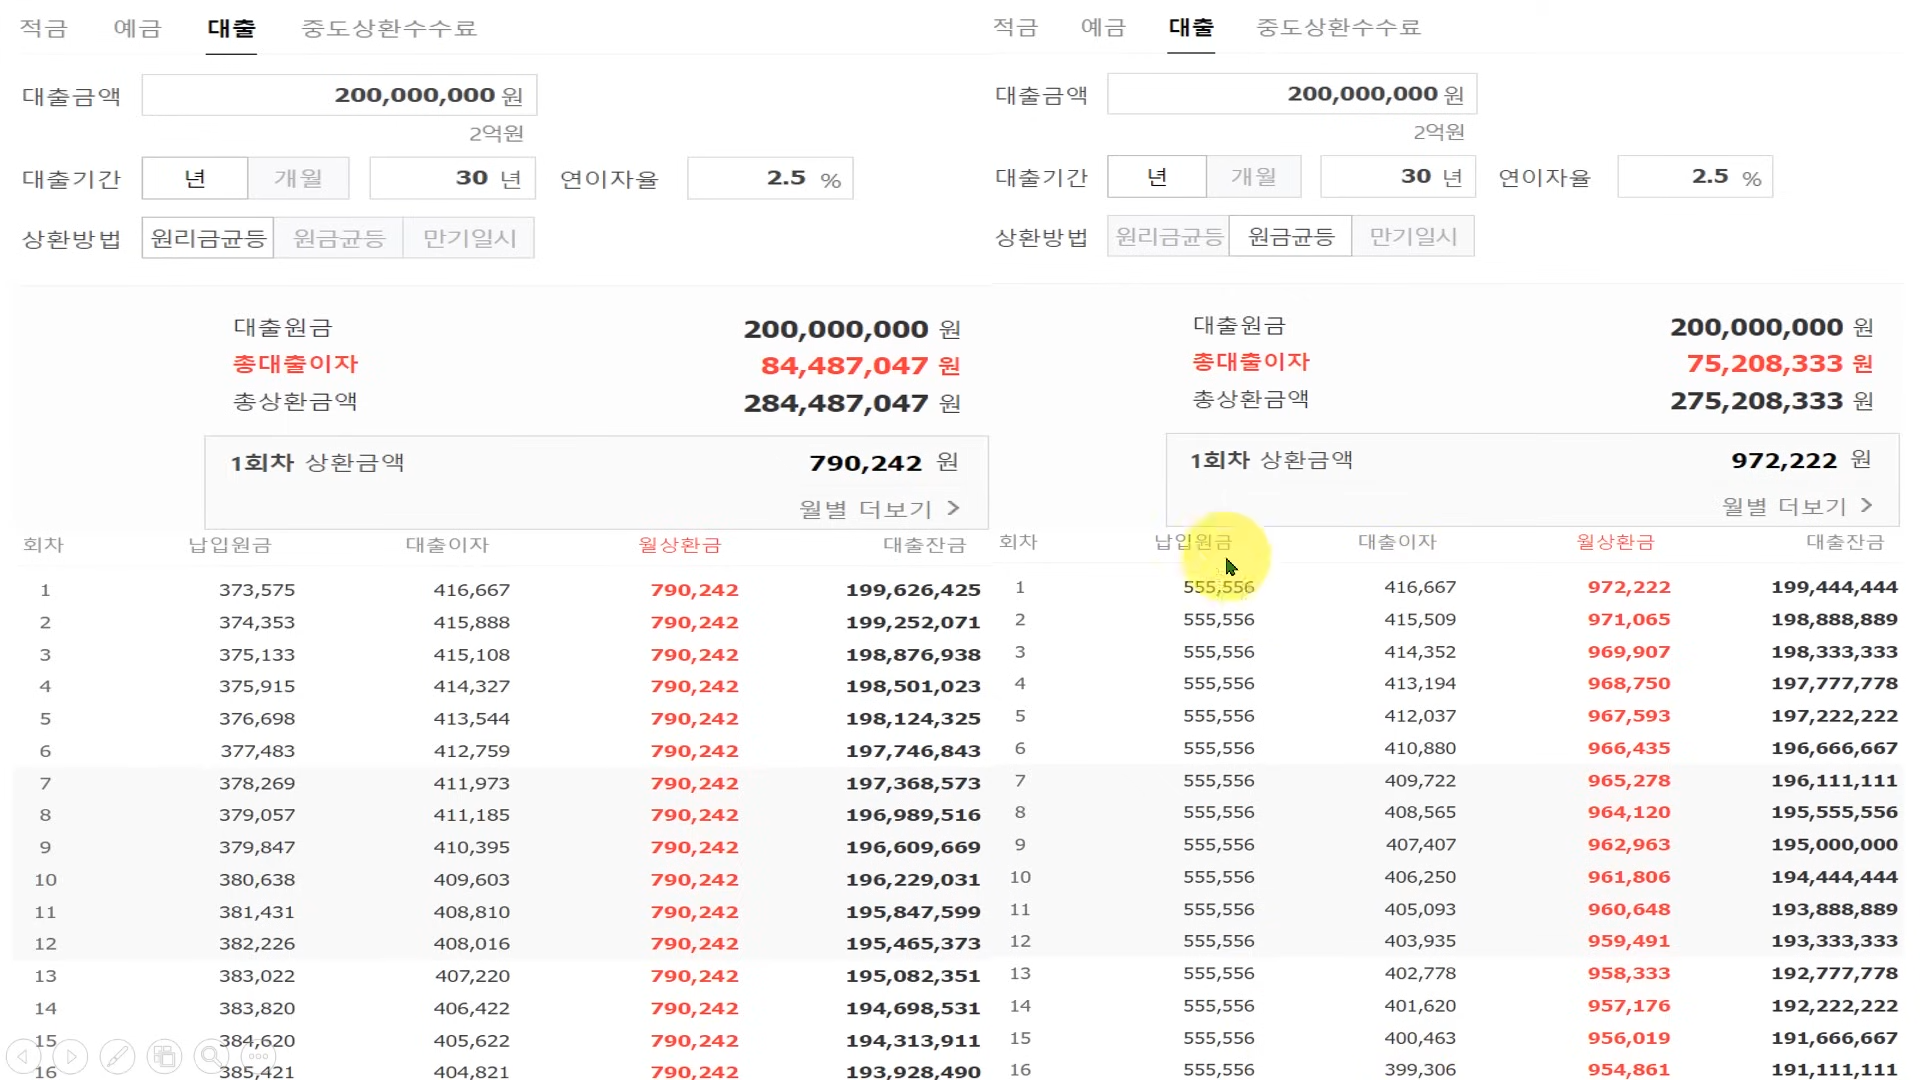 적금 예금 대출 중도상환수수료
대출금액 200,000,000 원
2억원
대출기간 년 개월 30 년 연이자율 2.5 %
상환방법 원리금균등 원금균등 만기일시
대출원금 200,000,000 원
총대출이자 84,487,047 원
총상환금액 284,487,047 원
1회차 상환금액 790,242 원
월별 더보기 >
회차 납입원금 대출이자 월상환금 대출잔금
1 373,575 416,667 790,242 199,626,425
2 374,353 415,888 790,242 199,252,071
3 375,133 415,108 790,242 198,876,938
4 375,915 414,327 790,242 198,501,023
5 376,698 413,544 790,242 198,124,325
6 377,483 412,759 790,242 197,746,843
7 378,269 411,973 790,242 197,368,573
8 379,057 411,185 790,242 196,989,516
9 379,847 410,395 790,242 196,609,669
10 380,638 409,603 790,242 196,229,031
11 381,431 408,810 790,242 195,847,599
12 382,226 408,016 790,242 195,465,373
13 383,022 407,220 790,242 195,082,351
14 383,820 406,422 790,242 194,698,531
15 384,620 405,622 790,242 194,313,911
16 385,421 404,821 790,242 193,928,490
적금 예금 대출 중도상환수수료
대출금액 200,000,000 원
2억원
대출기간 년 개월 30 년 연이자율 2.5 %
상환방법 원리금균등 원금균등 만기일시
대출원금 200,000,000 원
총대출이자 75,208,333 원
총상환금액 275,208,333 원
1회차 상환금액 972,222 원
월별 더보기 >
회차 납입원금 대출이자 월상환금 대출잔금
1 555,556 416,667 972,222 199,444,444
2 555,556 415,509 971,065 198,888,889
3 555,556 414,352 969,907 198,333,333
4 555,556 413,194 968,750 197,777,778
5 555,556 412,037 967,593 197,222,222
6 555,556 410,880 966,435 196,666,667
7 555,556 409,722 965,278 196,111,111
8 555,556 408,565 964,120 195,555,556
9 555,556 407,407 962,963 195,000,000
10 555,556 406,250 961,806 194,444,444
11 555,556 405,093 960,648 193,888,889
12 555,556 403,935 959,491 193,333,333
13 555,556 402,778 958,333 192,777,778
14 555,556 401,620 957,176 192,222,222
15 555,556 400,463 956,019 191,666,667
16 555,556 399,306 954,861 191,111,111